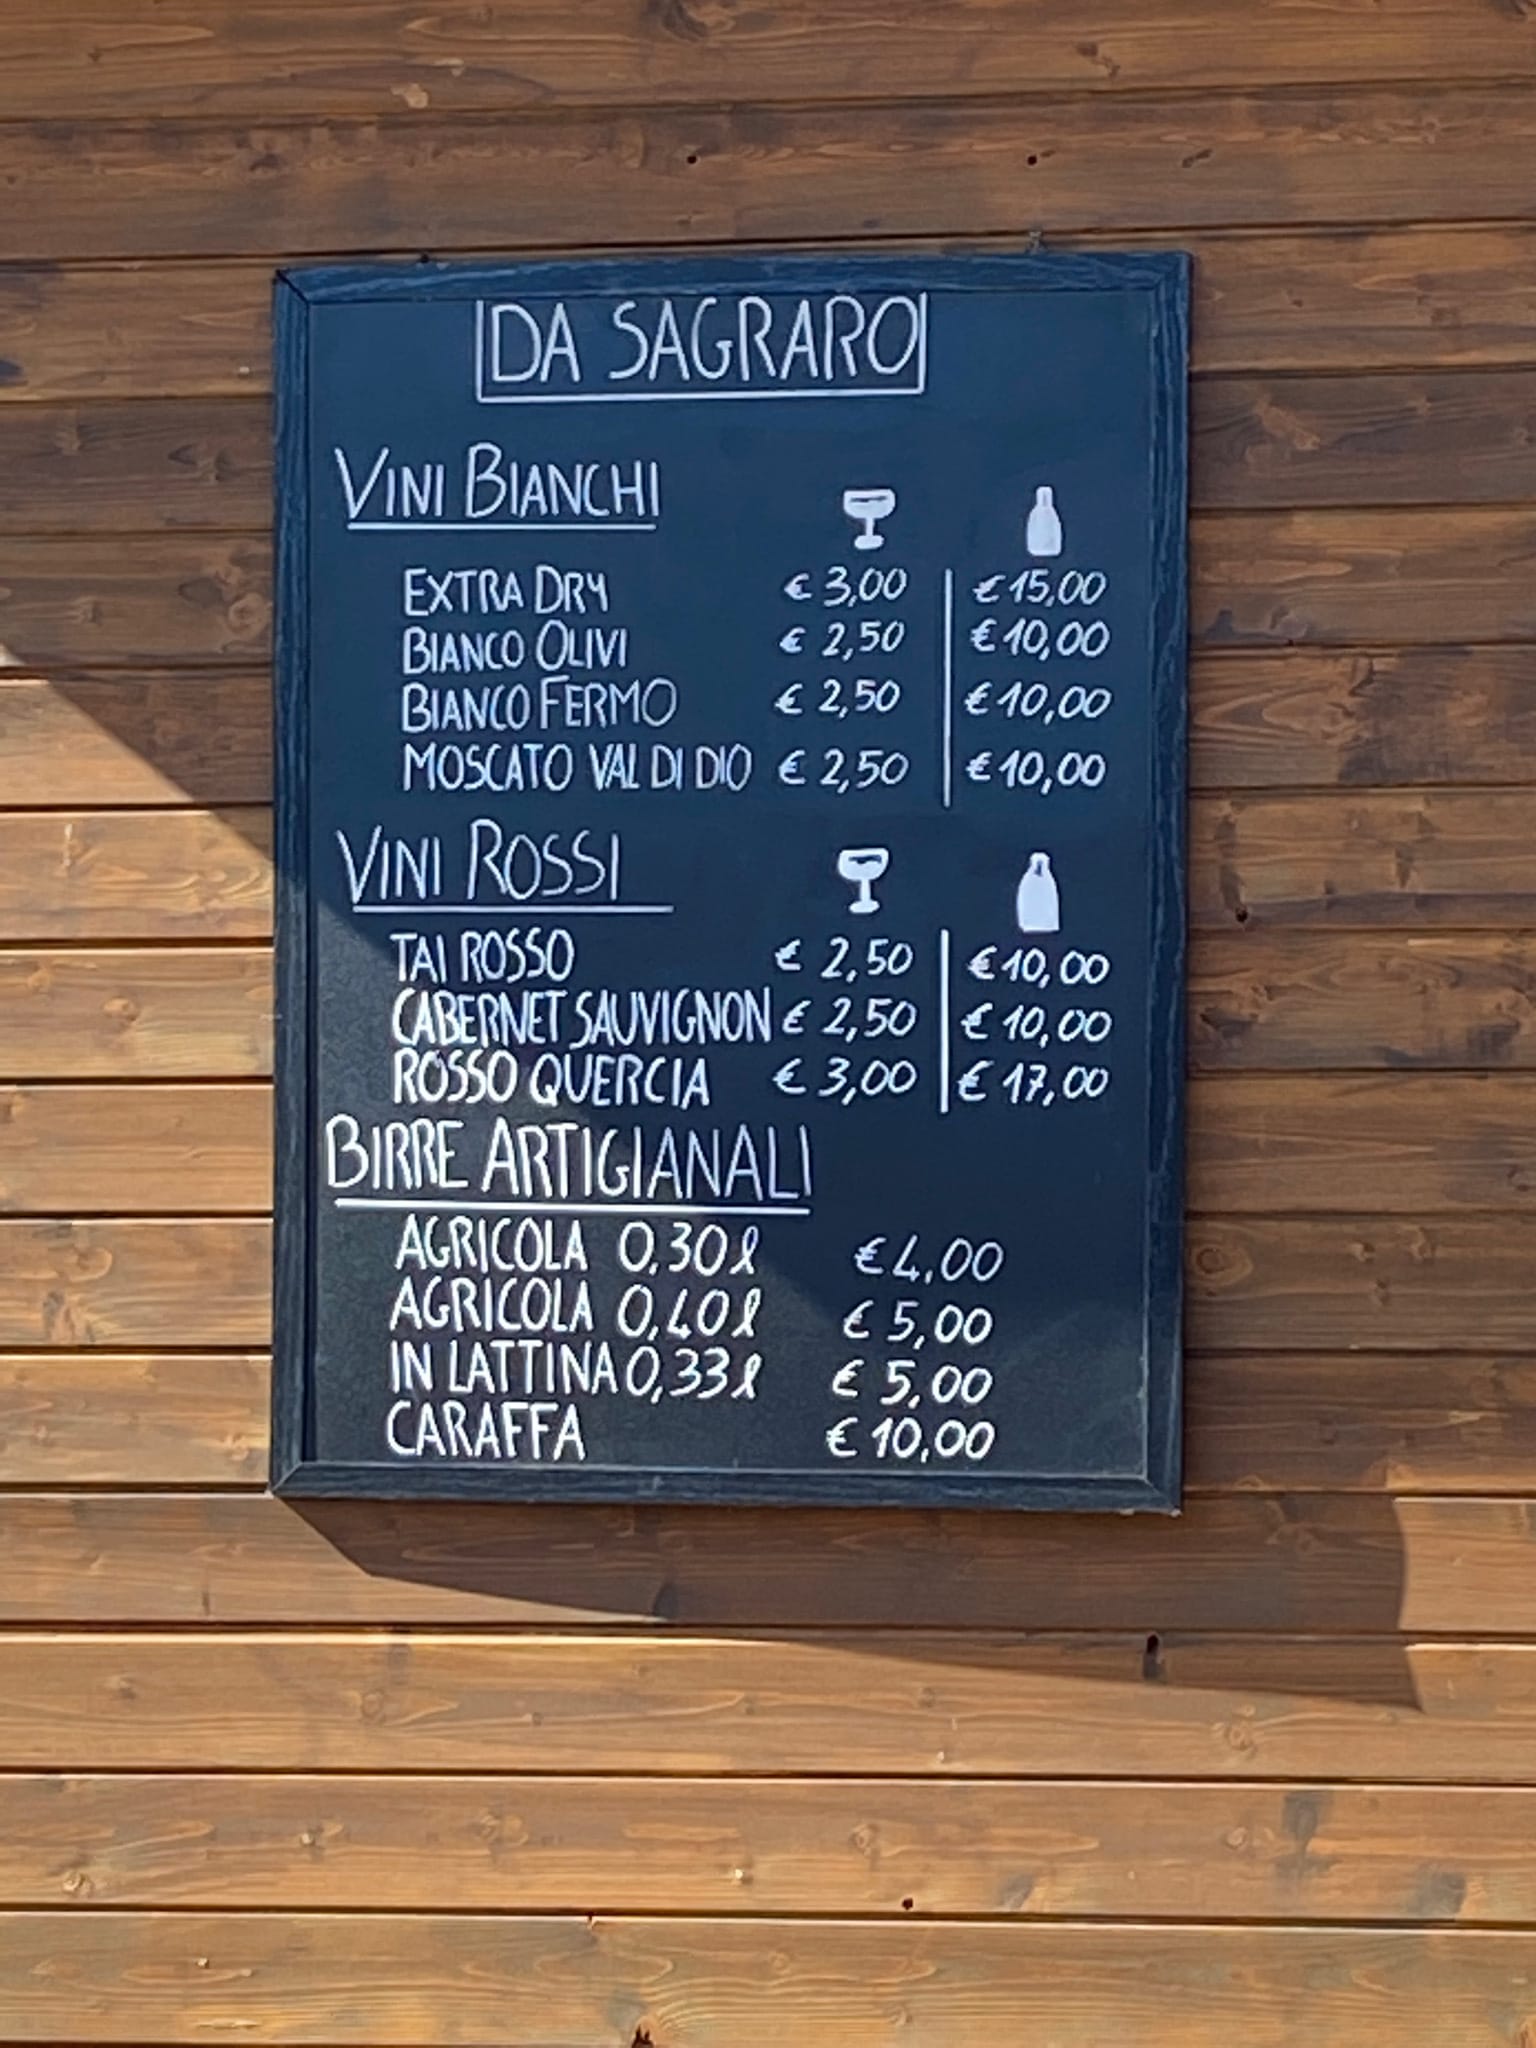 DA SAGRARO
VINI BIANCHI
EXTRA DRY € 3,00 € 15,00
BIANCO OLIVI € 2,50 € 10,00
BIANCO FERMO € 2,50 € 10,00
MOSCATO VAL DI DIO € 2,50 € 10,00
VINI ROSSI
TAI ROSSO € 2,50 € 10,00
CABERNET SAUVIGNON € 2,50 € 10,00
ROSSO QUERCIA € 3,00 € 17,00
BIRRE ARTIGIANALI
AGRICOLA 0,30 l € 4,00
AGRICOLA 0,40 l € 5,00
IN LATTINA 0,33 l € 5,00
CARAFFA € 10,00